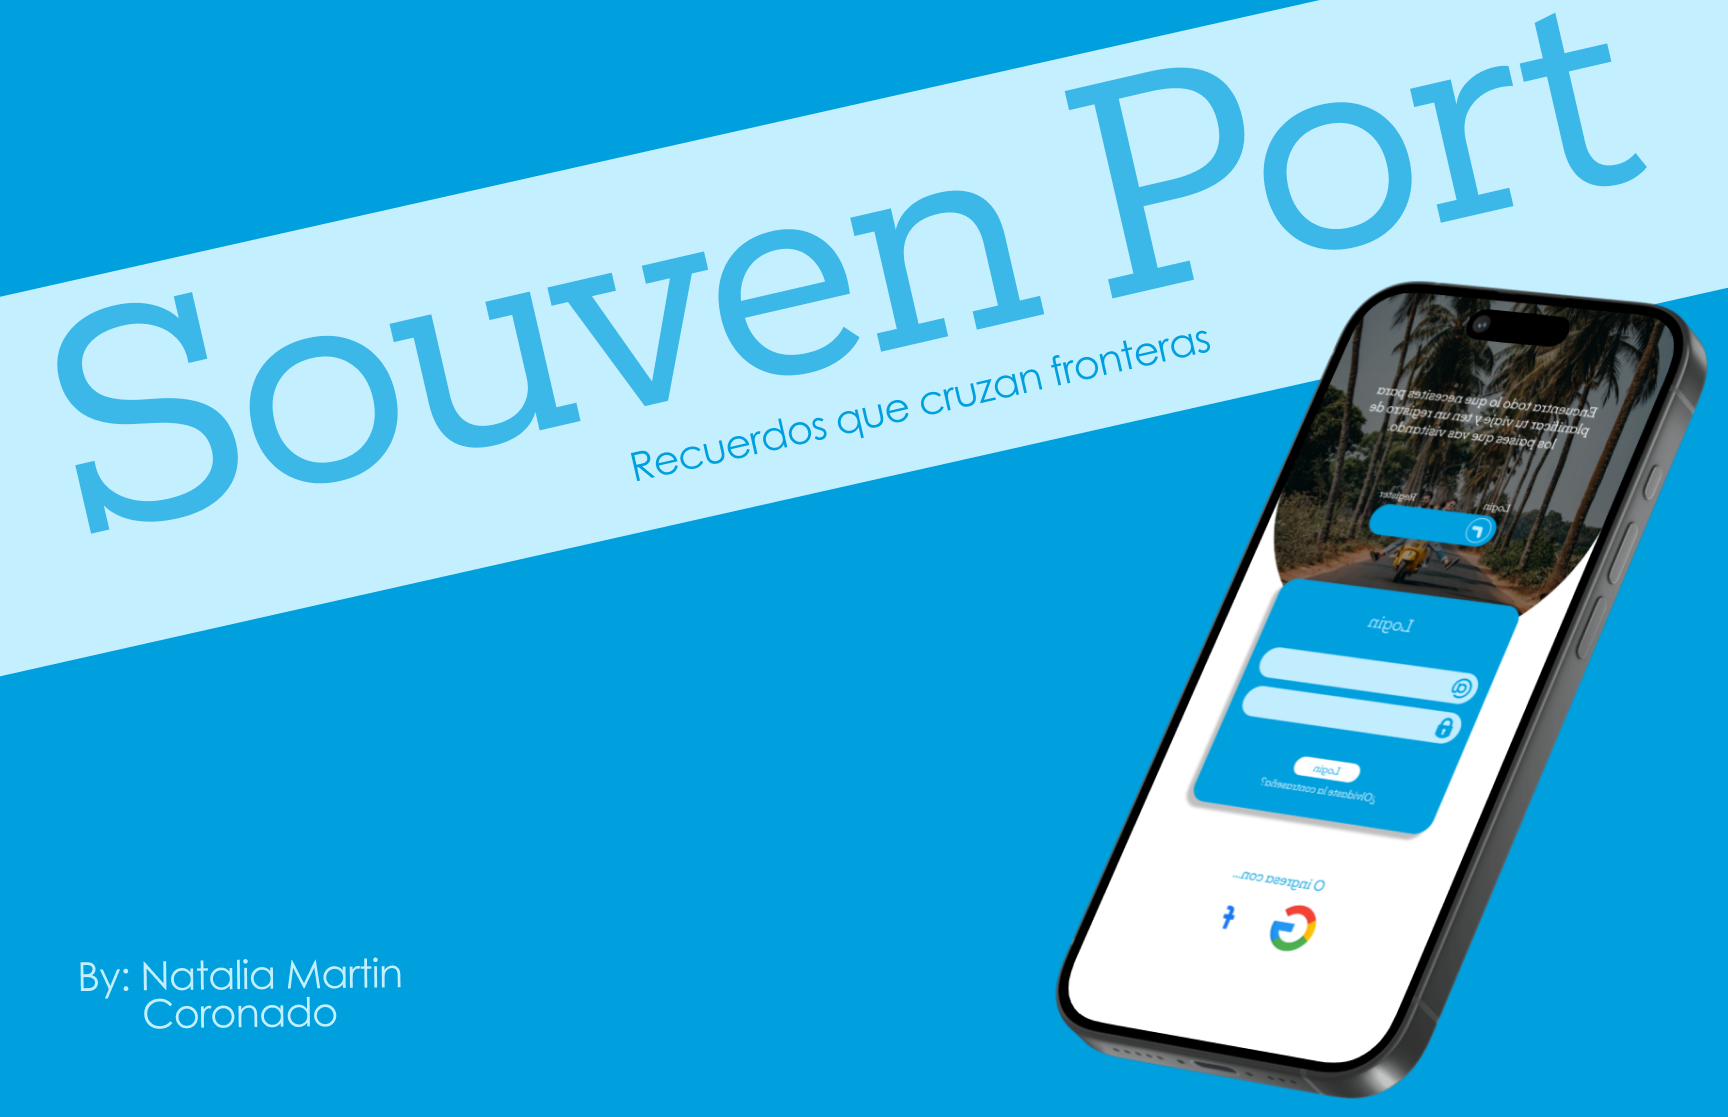 Souven Port
Recuerdos que cruzan fronteras
Encuentra todo lo que necesites para
planificar tu viaje y ten un registro de
los paises que vas visitando.
Login Register
Login
@
Login
¿Olvidaste la contraseña?
O ingresa con...
f G
By: Natalia Martin
Coronado